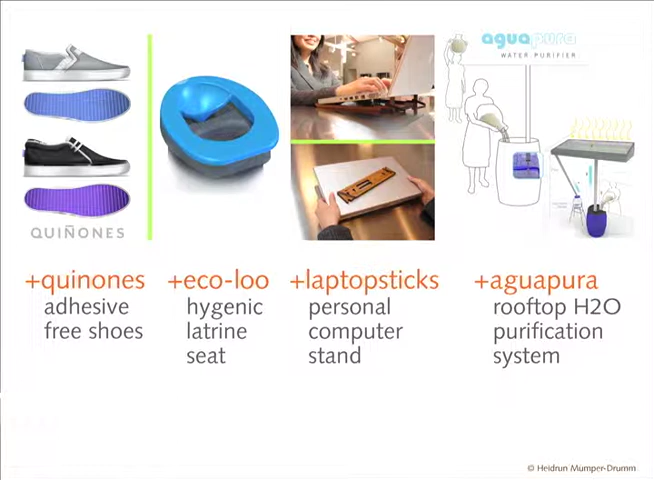 aguapura
WATER PURIFIER
QUIÑONES
+quinones
adhesive
free shoes
+eco-loo
hygenic
latrine
seat
+laptopsticks
personal
computer
stand
+aguapura
rooftop H2O
purification
system
© Heidrun Mumper-Drumm